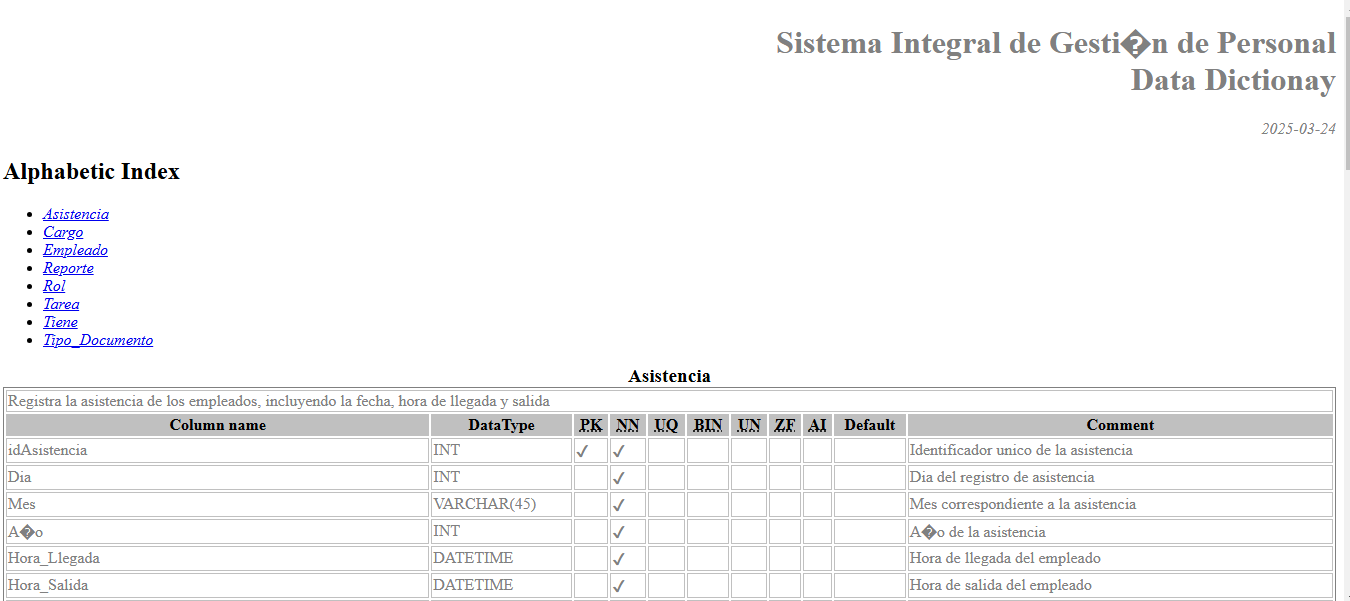 Sistema Integral de Gesti�n de Personal
Data Dictionay
2025-03-24
Alphabetic Index
Asistencia
Cargo
Empleado
Reporte
Rol
Tarea
Tiene
Tipo_Documento
Asistencia
Registra la asistencia de los empleados, incluyendo la fecha, hora de llegada y salida
Column name DataType PK NN UQ BIN UN ZF AI Default Comment
idAsistencia INT ✓ ✓ Identificador unico de la asistencia
Dia INT ✓ Dia del registro de asistencia
Mes VARCHAR(45) ✓ Mes correspondiente a la asistencia
A�o INT ✓ A�o de la asistencia
Hora_Llegada DATETIME ✓ Hora de llegada del empleado
Hora_Salida DATETIME ✓ Hora de salida del empleado